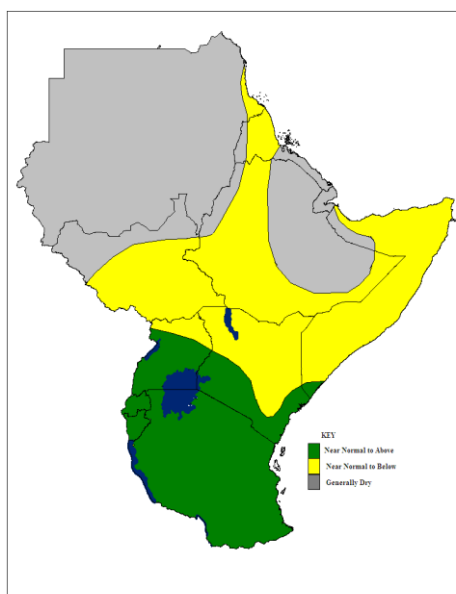 KEY
Near Normal to Above
Near Normal to Below
Generally Dry